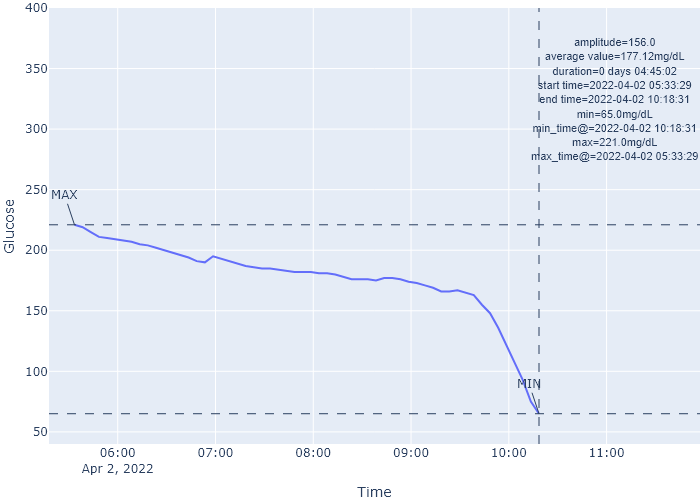 400
350
300
250
200
150
100
50
Glucose
amplitude=156.0
average value=177.12mg/dL
duration=0 days 04:45:02
start time=2022-04-02 05:33:29
end time=2022-04-02 10:18:31
min=65.0mg/dL
min_time@=2022-04-02 10:18:31
max=221.0mg/dL
max_time@=2022-04-02 05:33:29
MAX
MIN
06:00 07:00 08:00 09:00 10:00 11:00
Apr 2, 2022
Time